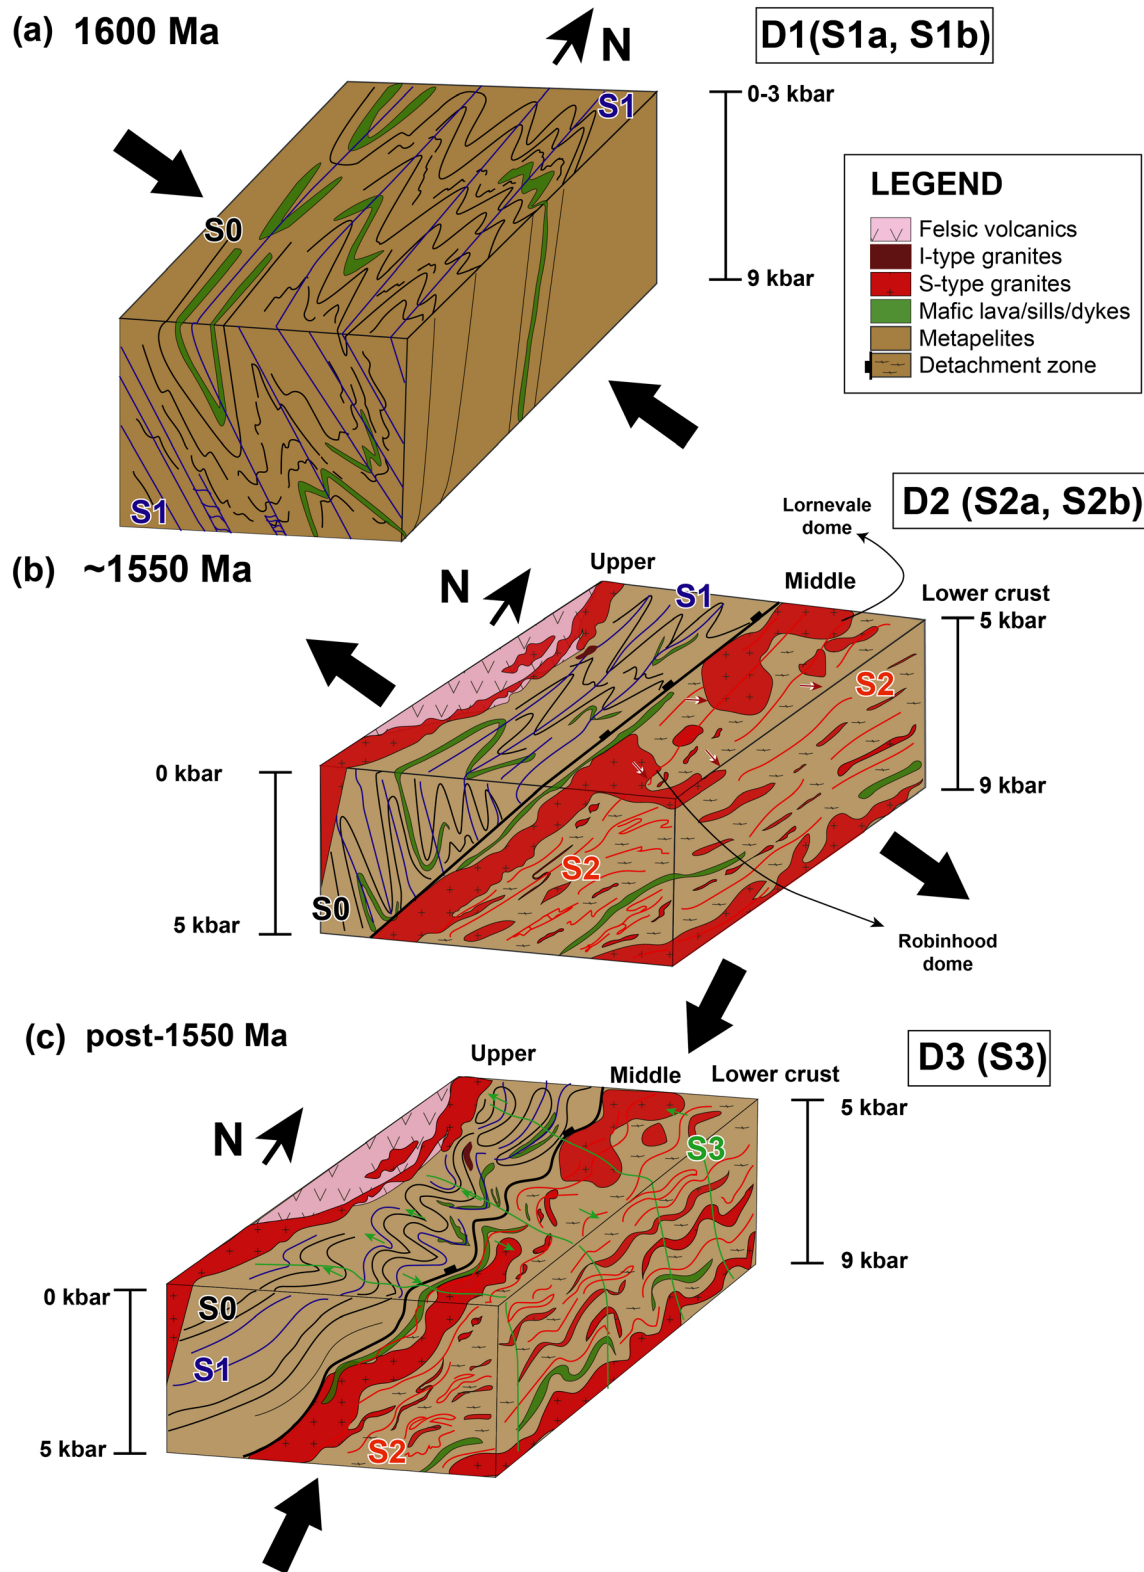 (a) 1600 Ma
N
D1(S1a, S1b)
S1
0-3 kbar
S0
9 kbar
S1
LEGEND
Felsic volcanics
I-type granites
S-type granites
Mafic lava/sills/dykes
Metapelites
Detachment zone
D2 (S2a, S2b)
Lornevale
dome
(b) ~1550 Ma
N
Upper
Middle
Lower crust
S1
5 kbar
S2
0 kbar
9 kbar
S2
S0
5 kbar
Robinhood
dome
(c) post-1550 Ma
D3 (S3)
Upper
Middle
Lower crust
N
5 kbar
S3
9 kbar
0 kbar
S0
S1
5 kbar
S2